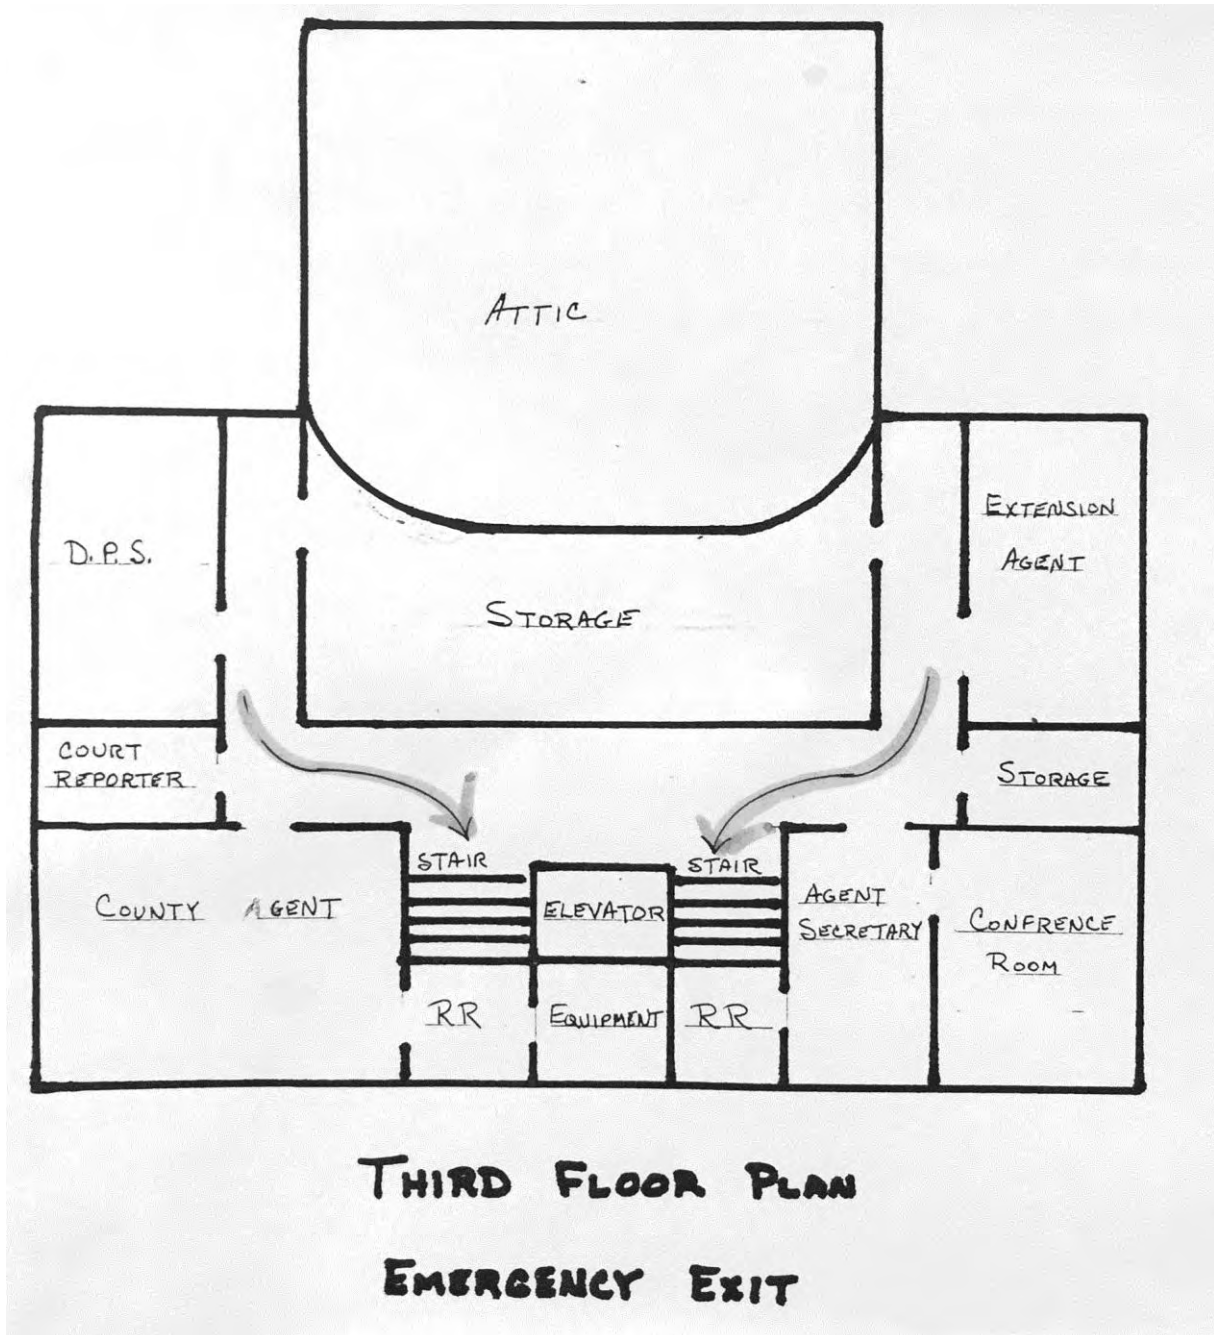 ATTIC
D.P.S.
EXTENSION
AGENT
STORAGE
COURT
REPORTER
STORAGE
STAIR
STAIR
COUNTY AGENT
ELEVATOR
AGENT
SECRETARY
CONFRENCE
ROOM
RR
EQUIPMENT
RR
THIRD FLOOR PLAN
EMERGENCY EXIT